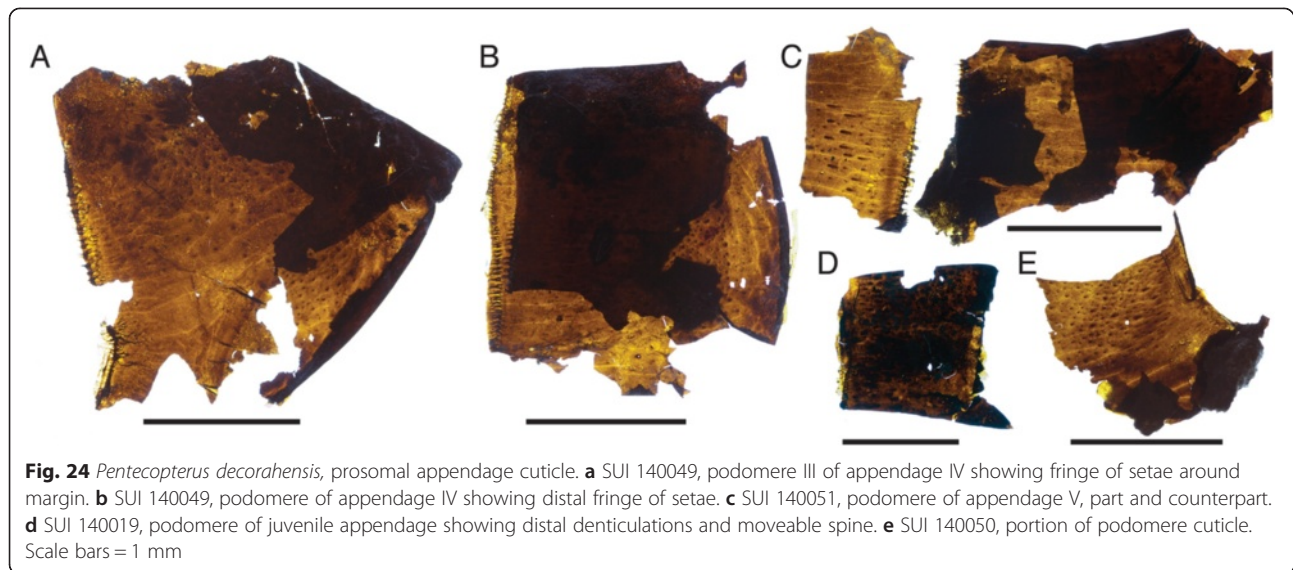 A
B
C
D
E
Fig. 24 Pentecopterus decorahensis, prosomal appendage cuticle. a SUI 140049, podomere III of appendage IV showing fringe of setae around
margin. b SUI 140049, podomere of appendage IV showing distal fringe of setae. c SUI 140051, podomere of appendage V, part and counterpart.
d SUI 140019, podomere of juvenile appendage showing distal denticulations and moveable spine. e SUI 140050, portion of podomere cuticle.
Scale bars = 1 mm